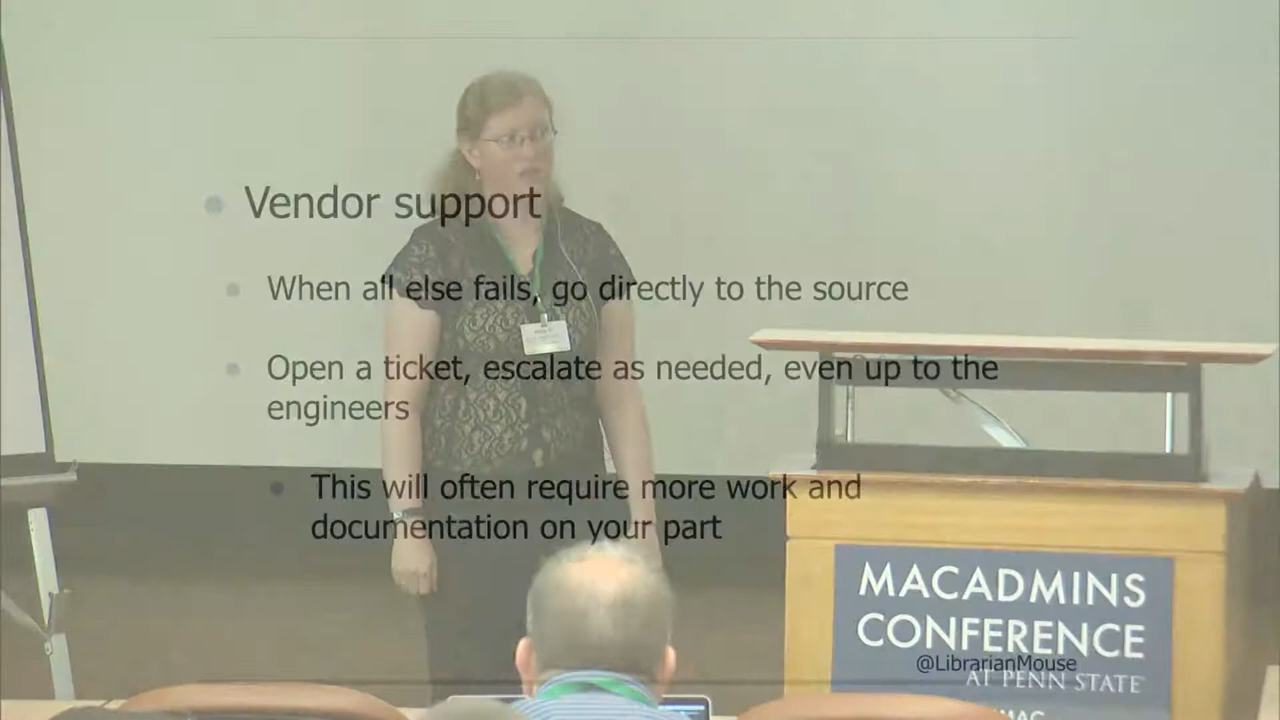 Vendor support
When all else fails, go directly to the source
Open a ticket, escalate as needed, even up to the
engineers
This will often require more work and
documentation on your part
MACADMINS
CONFERENCE
@LibrarianMouse
AT PENN STATE
MAC